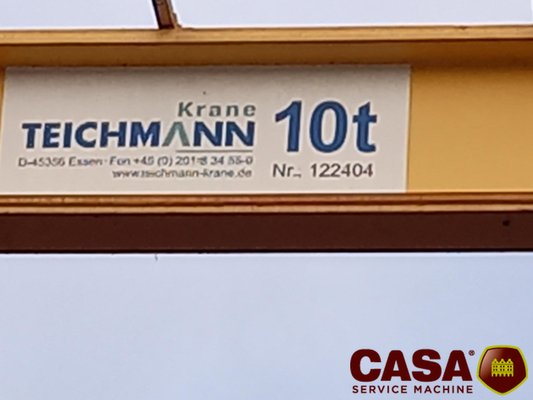 Krane
TEICHMANN
10t
D-45356 Essen · Fon +49 (0) 201-8 34 55-0
www.teichmann-krane.de
Nr.: 122404
CASA®
SERVICE MACHINE